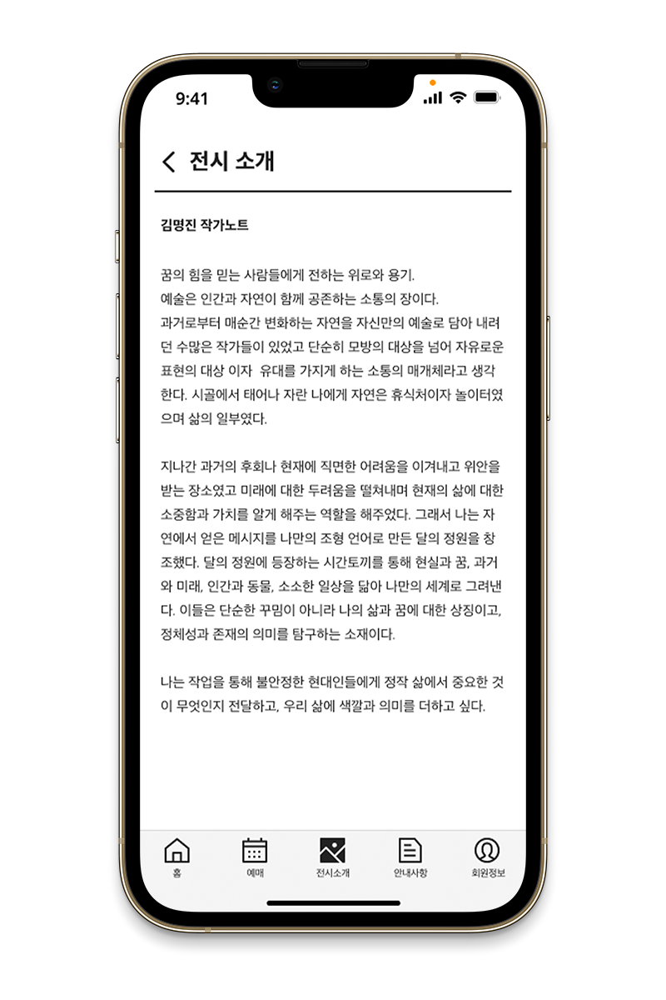 9:41
전시 소개
김명진 작가노트
꿈의 힘을 믿는 사람들에게 전하는 위로와 용기.
예술은 인간과 자연이 함께 공존하는 소통의 장이다.
과거로부터 매순간 변화하는 자연을 자신만의 예술로 담아 내려
던 수많은 작가들이 있었고 단순히 모방의 대상을 넘어 자유로운
표현의 대상 이자  유대를 가지게 하는 소통의 매개체라고 생각
한다. 시골에서 태어나 자란 나에게 자연은 휴식처이자 놀이터였
으며 삶의 일부였다.
지나간 과거의 후회나 현재에 직면한 어려움을 이겨내고 위안을
받는 장소였고 미래에 대한 두려움을 떨쳐내며 현재의 삶에 대한
소중함과 가치를 알게 해주는 역할을 해주었다. 그래서 나는 자
연에서 얻은 메시지를 나만의 조형 언어로 만든 달의 정원을 창
조했다. 달의 정원에 등장하는 시간토끼를 통해 현실과 꿈, 과거
와 미래, 인간과 동물, 소소한 일상을 닮아 나만의 세계로 그려낸
다. 이들은 단순한 꾸밈이 아니라 나의 삶과 꿈에 대한 상징이고,
정체성과 존재의 의미를 탐구하는 소재이다.
나는 작업을 통해 불안정한 현대인들에게 정작 삶에서 중요한 것
이 무엇인지 전달하고, 우리 삶에 색깔과 의미를 더하고 싶다.
홈
예매
전시소개
안내사항
회원정보